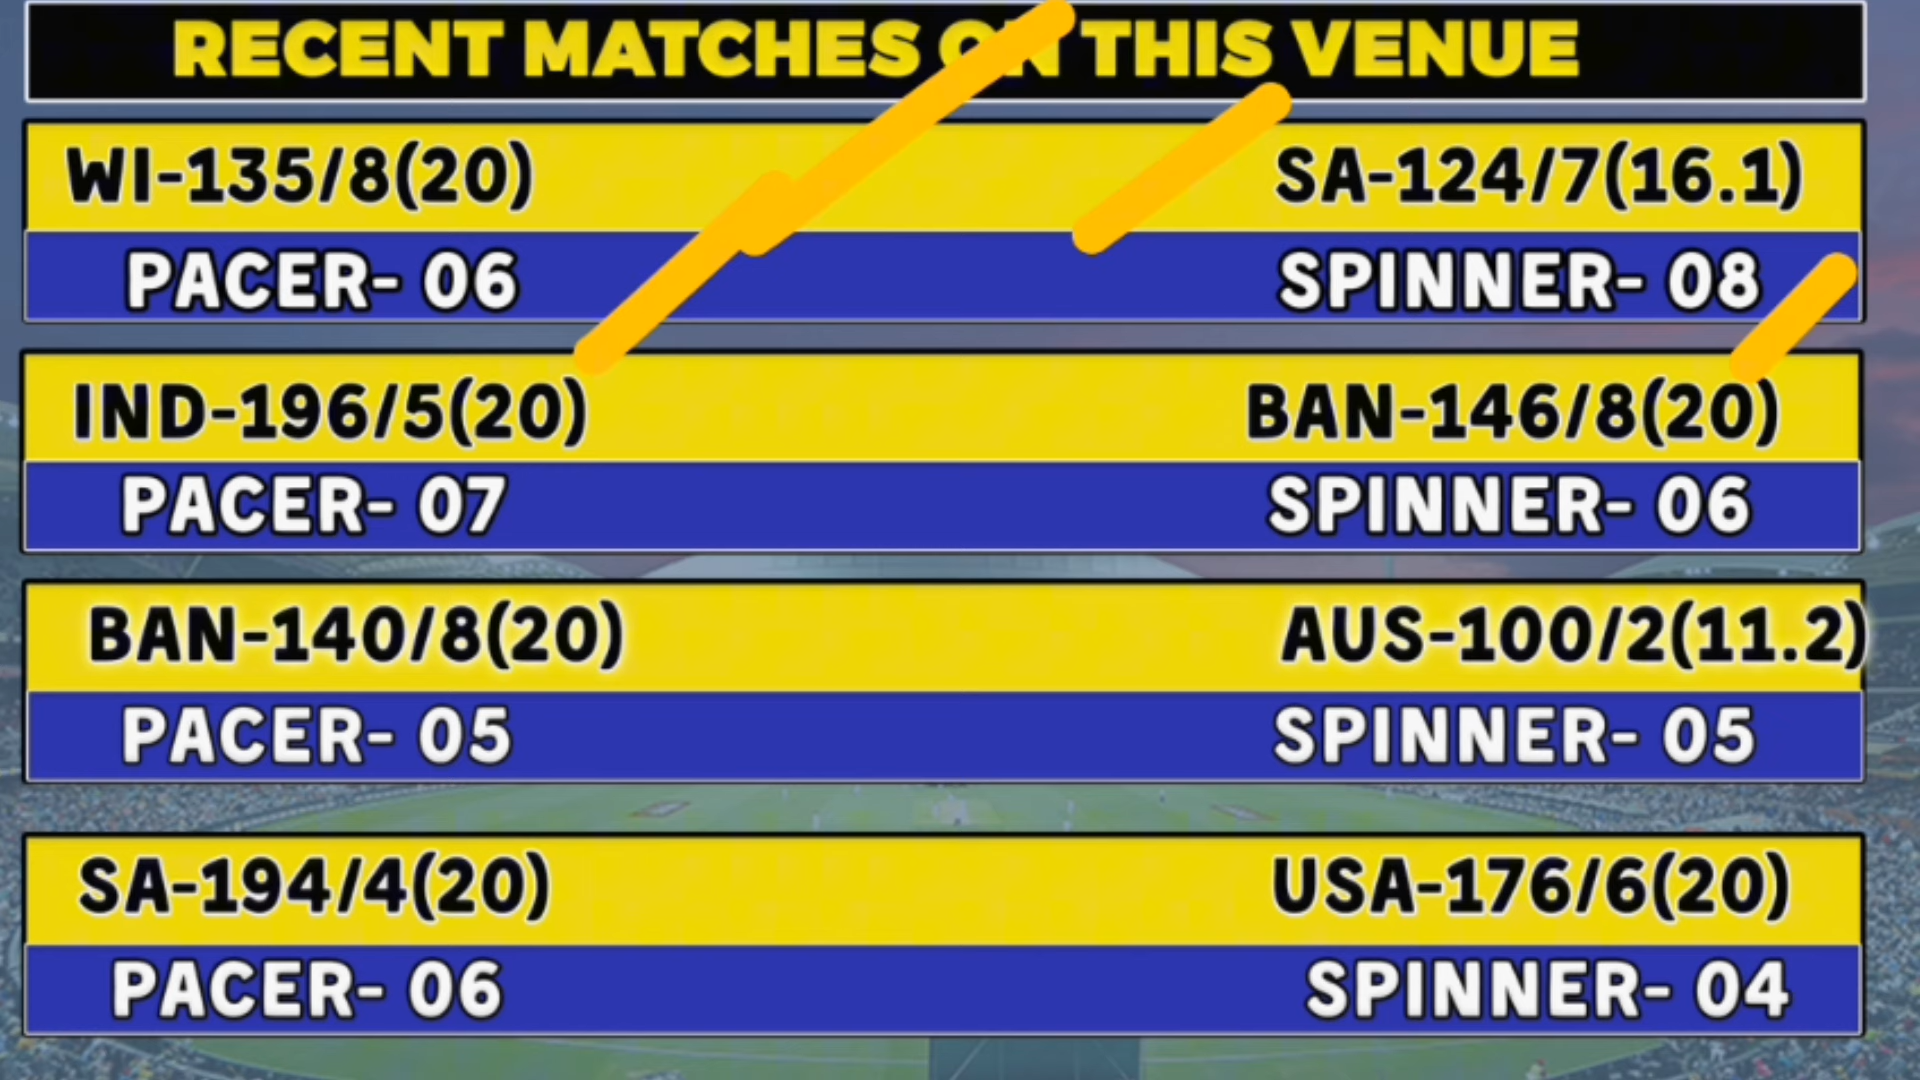 RECENT MATCHES ON THIS VENUE
WI-135/8(20) SA-124/7(16.1)
PACER- 06 SPINNER- 08
IND-196/5(20) BAN-146/8(20)
PACER- 07 SPINNER- 06
BAN-140/8(20) AUS-100/2(11.2)
PACER- 05 SPINNER- 05
SA-194/4(20) USA-176/6(20)
PACER- 06 SPINNER- 04